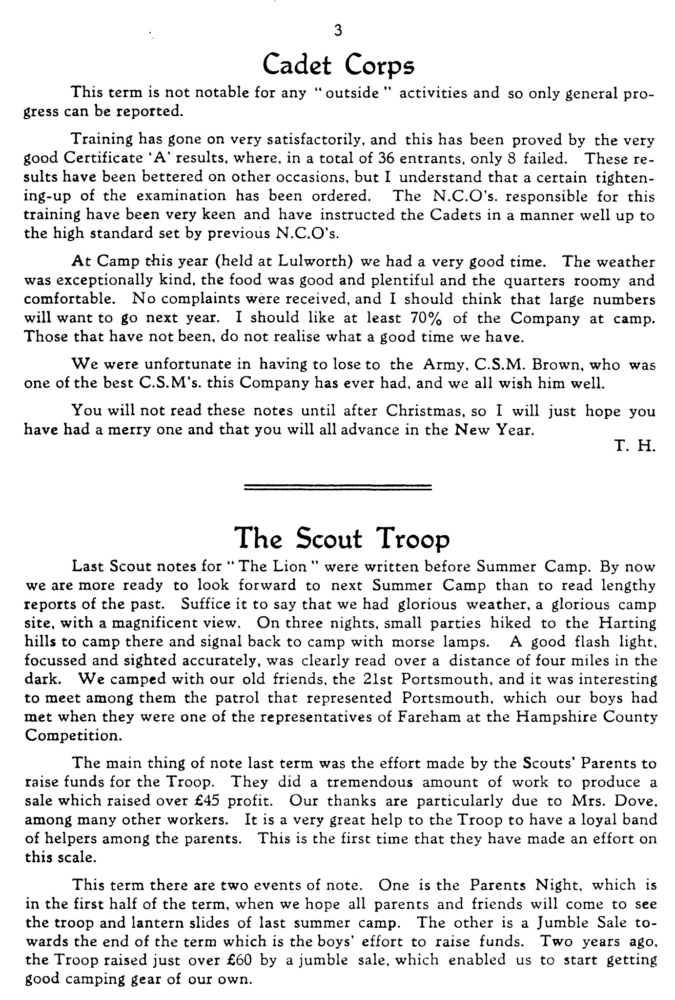 3
Cadet Corps
This term is not notable for any " outside " activities and so only general pro-
gress can be reported.
Training has gone on very satisfactorily, and this has been proved by the very
good Certificate 'A' results, where, in a total of 36 entrants, only 8 failed. These re-
sults have been bettered on other occasions, but I understand that a certain tighten-
ing-up of the examination has been ordered. The N.C.O's. responsible for this
training have been very keen and have instructed the Cadets in a manner well up to
the high standard set by previous N.C.O's.
At Camp this year (held at Lulworth) we had a very good time. The weather
was exceptionally kind, the food was good and plentiful and the quarters roomy and
comfortable. No complaints were received, and I should think that large numbers
will want to go next year. I should like at least 70% of the Company at camp.
Those that have not been, do not realise what a good time we have.
We were unfortunate in having to lose to the Army, C.S.M. Brown, who was
one of the best C.S.M's. this Company has ever had, and we all wish him well.
You will not read these notes until after Christmas, so I will just hope you
have had a merry one and that you will all advance in the New Year.
T. H.
The Scout Troop
Last Scout notes for " The Lion " were written before Summer Camp. By now
we are more ready to look forward to next Summer Camp than to read lengthy
reports of the past. Suffice it to say that we had glorious weather, a glorious camp
site, with a magnificent view. On three nights, small parties hiked to the Harting
hills to camp there and signal back to camp with morse lamps. A good flash light,
focussed and sighted accurately, was clearly read over a distance of four miles in the
dark. We camped with our old friends, the 21st Portsmouth, and it was interesting
to meet among them the patrol that represented Portsmouth, which our boys had
met when they were one of the representatives of Fareham at the Hampshire County
Competition.
The main thing of note last term was the effort made by the Scouts' Parents to
raise funds for the Troop. They did a tremendous amount of work to produce a
sale which raised over £45 profit. Our thanks are particularly due to Mrs. Dove,
among many other workers. It is a very great help to the Troop to have a loyal band
of helpers among the parents. This is the first time that they have made an effort on
this scale.
This term there are two events of note. One is the Parents Night, which is
in the first half of the term, when we hope all parents and friends will come to see
the troop and lantern slides of last summer camp. The other is a Jumble Sale to-
wards the end of the term which is the boys' effort to raise funds. Two years ago,
the Troop raised just over £60 by a jumble sale, which enabled us to start getting
good camping gear of our own.